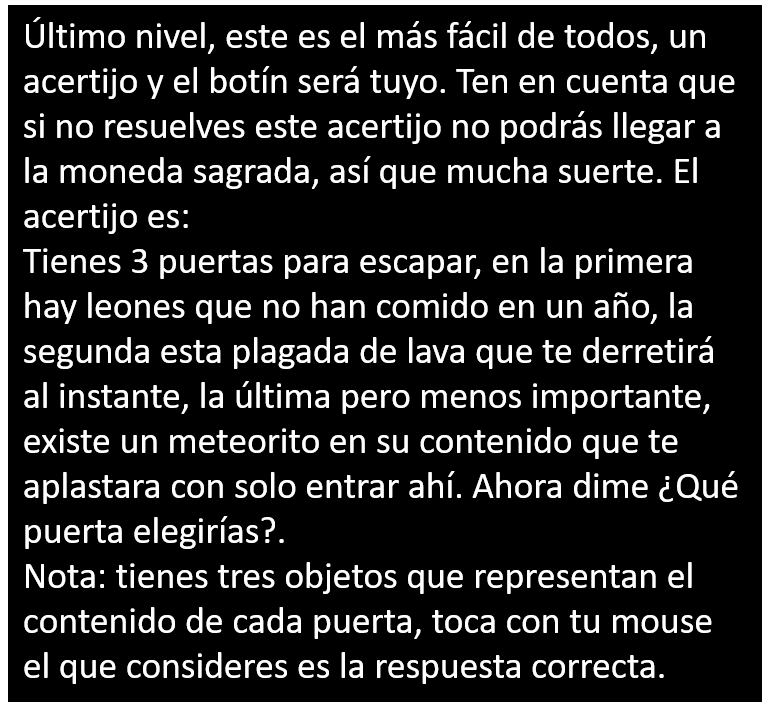 Último nivel, este es el más fácil de todos, un
acertijo y el botín será tuyo. Ten en cuenta que
si no resuelves este acertijo no podrás llegar a
la moneda sagrada, así que mucha suerte. El
acertijo es:
Tienes 3 puertas para escapar, en la primera
hay leones que no han comido en un año, la
segunda esta plagada de lava que te derretirá
al instante, la última pero menos importante,
existe un meteorito en su contenido que te
aplastara con solo entrar ahí. Ahora dime ¿Qué
puerta elegirías?.
Nota: tienes tres objetos que representan el
contenido de cada puerta, toca con tu mouse
el que consideres es la respuesta correcta.